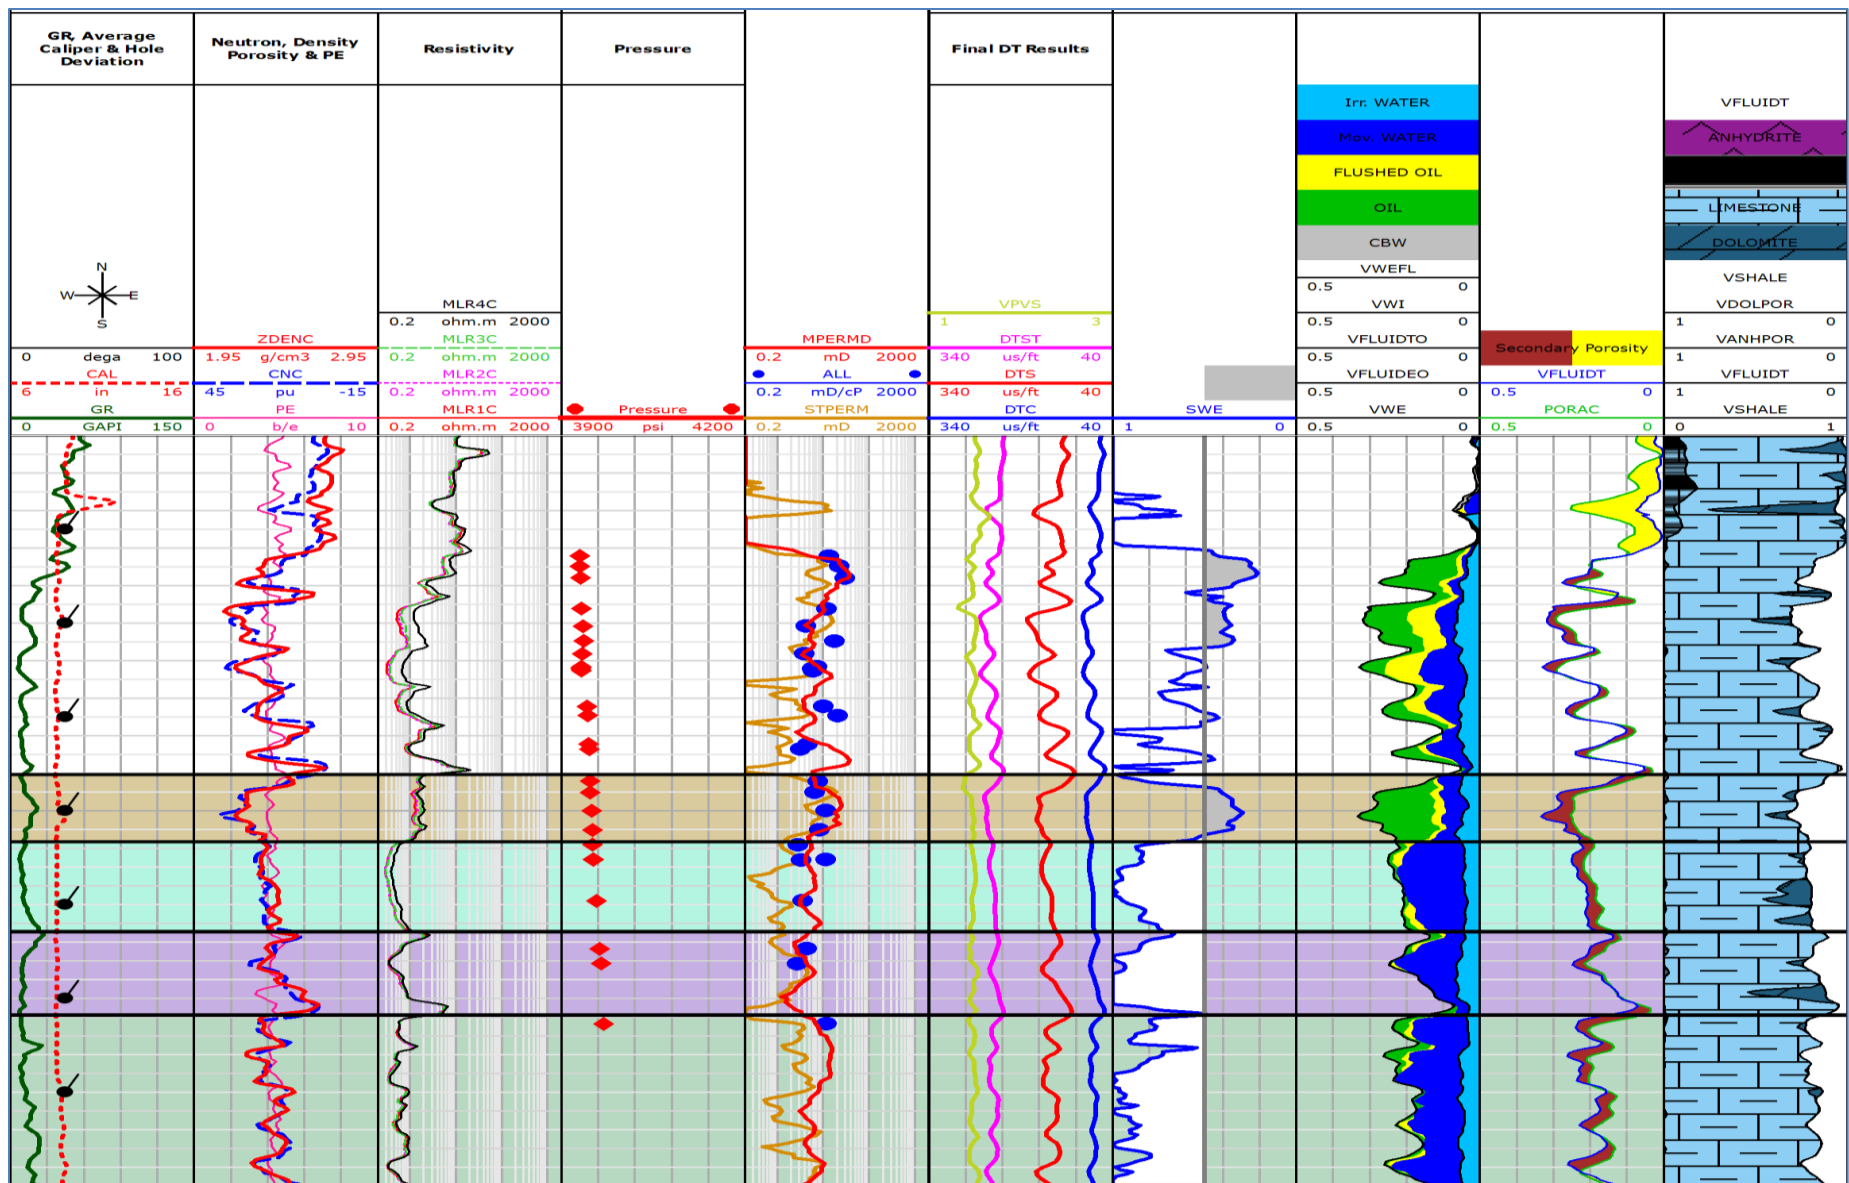 GR, Average
Caliper & Hole
Deviation
N
W E
S
0 dega 100
CAL
6 in 16
GR
0 GAPI 150
Neutron, Density
Porosity & PE
ZDENC
1.95 g/cm3 2.95
CNC
45 pu -15
PE
0 b/e 10
Resistivity
MLR4C
0.2 ohm.m 2000
MLR3C
0.2 ohm.m 2000
MLR2C
0.2 ohm.m 2000
MLR1C
0.2 ohm.m 2000
Pressure
Pressure
3900 psi 4200
MPERMD
0.2 mD 2000
ALL
0.2 mD/cP 2000
STPERM
0.2 mD 2000
Final DT Results
VPVS
1 3
DTST
340 us/ft 40
DTS
340 us/ft 40
DTC
340 us/ft 40
SWE
1 0
Irr. WATER
Mov. WATER
FLUSHED OIL
OIL
CBW
VWEFL
0.5 0
VWI
0.5 0
VFLUIDTO
0.5 0
VFLUIDEO
0.5 0
VWE
0.5 0
Secondary Porosity
VFLUIDT
0.5 0
PORAC
0.5 0
VFLUIDT
ANHYDRITE
LIMESTONE
DOLOMITE
VSHALE
VDOLPOR
1 0
VANHPOR
1 0
VFLUIDT
1 0
VSHALE
0 1